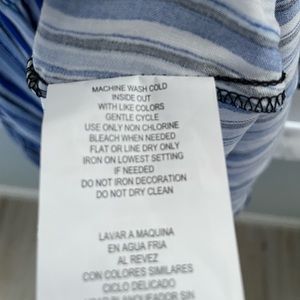 MACHINE WASH COLD
INSIDE OUT
WITH LIKE COLORS
GENTLE CYCLE
USE ONLY NON CHLORINE
BLEACH WHEN NEEDED
FLAT OR LINE DRY ONLY
IRON ON LOWEST SETTING
IF NEEDED
DO NOT IRON DECORATION
DO NOT DRY CLEAN
LAVAR A MAQUINA
EN AGUA FRIA
AL REVEZ
CON COLORES SIMILARES
CICLO DELICADO
BLANQUEADOR SIN